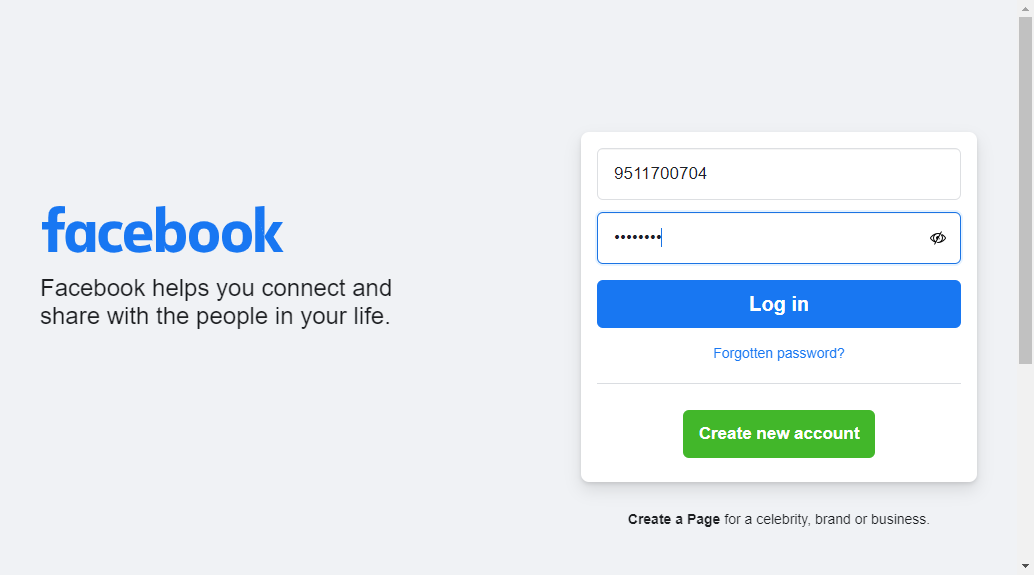 facebook
Facebook helps you connect and
share with the people in your life.
9511700704
••••••••
Log in
Forgotten password?
Create new account
Create a Page for a celebrity, brand or business.